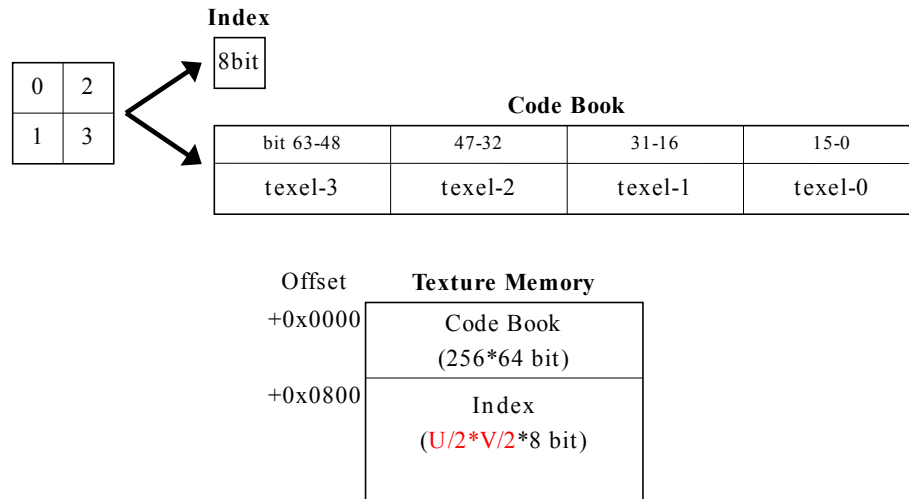 Index
8bit
0 2
1 3
Code Book
bit 63-48 47-32 31-16 15-0
texel-3 texel-2 texel-1 texel-0
Offset Texture Memory
+0x0000 Code Book
(256*64 bit)
+0x0800 Index
(U/2*V/2*8 bit)